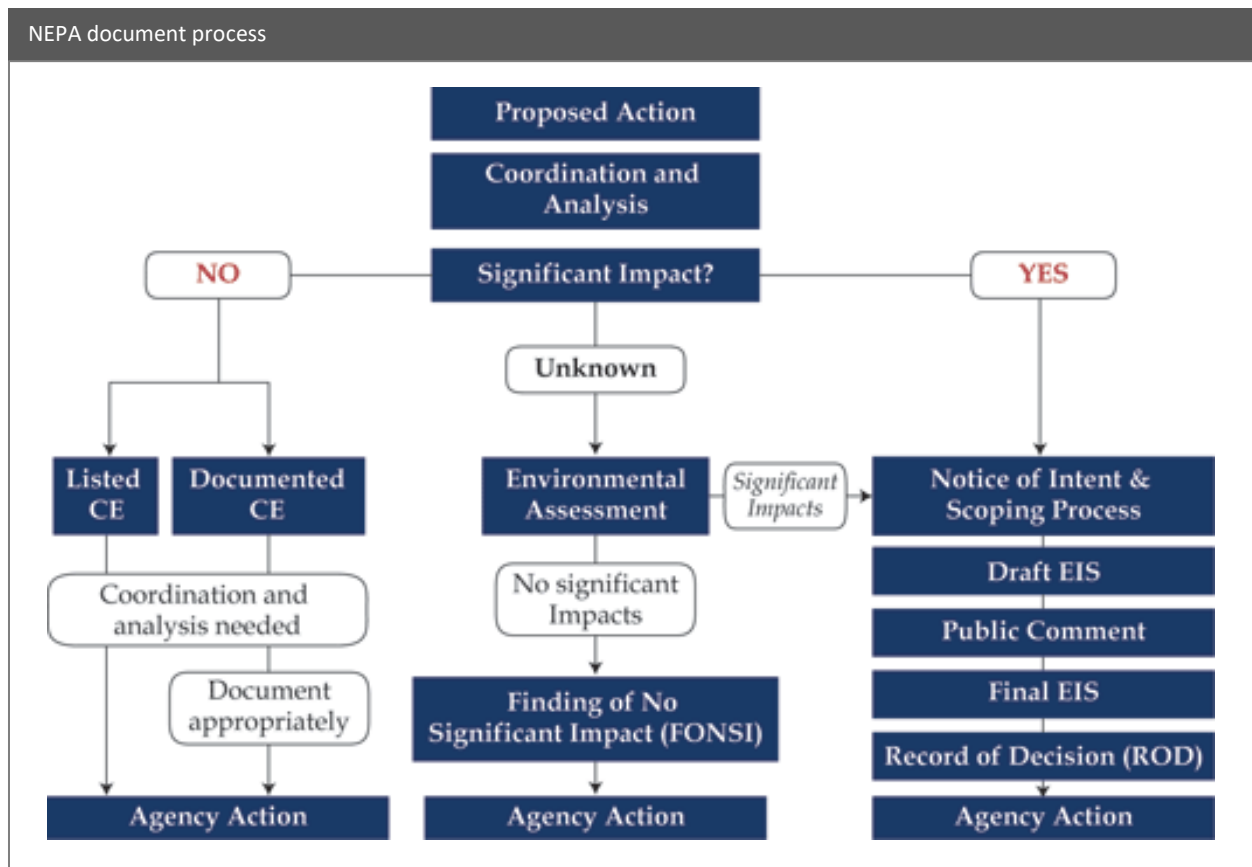 NEPA document process
Proposed Action
Coordination and
Analysis
NO
Significant Impact?
YES
Unknown
Listed
CE
Documented
CE
Environmental
Assessment
Significant
Impacts
Notice of Intent &
Scoping Process
Coordination and
analysis needed
No significant
Impacts
Draft EIS
Public Comment
Document
appropriately
Finding of No
Significant Impact (FONSI)
Final EIS
Record of Decision (ROD)
Agency Action
Agency Action
Agency Action